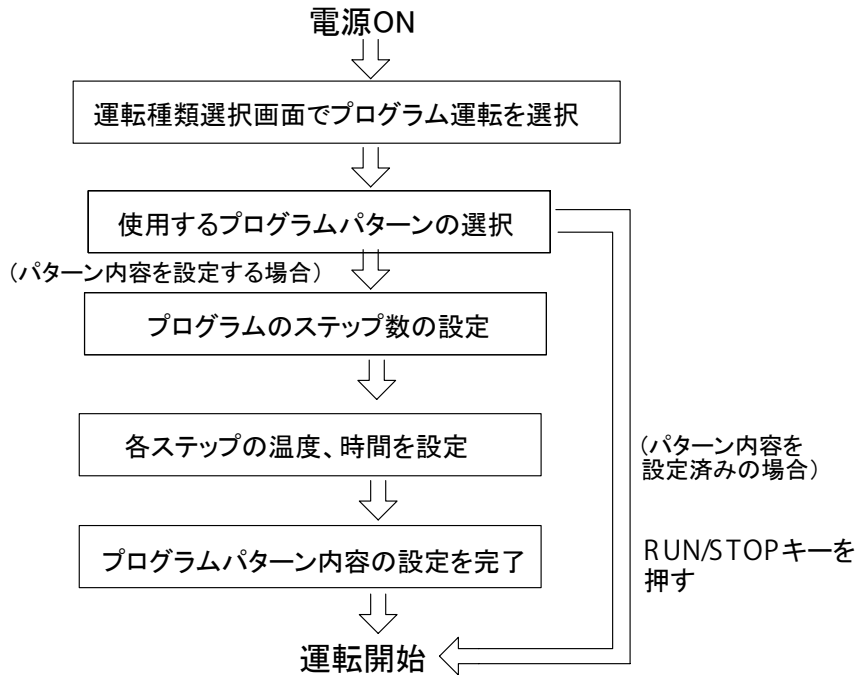 電源ON
運転種類選択画面でプログラム運転を選択
使用するプログラムパターンの選択
(パターン内容を設定する場合)
プログラムのステップ数の設定
各ステップの温度、時間を設定
(パターン内容を
設定済みの場合)
プログラムパターン内容の設定を完了
RUN/STOPキーを
押す
運転開始